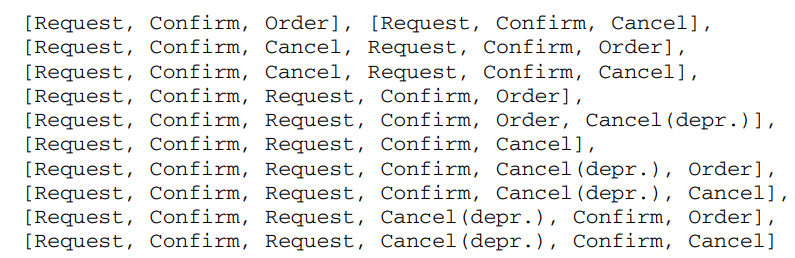 [Request, Confirm, Order], [Request, Confirm, Cancel],
[Request, Confirm, Cancel, Request, Confirm, Order],
[Request, Confirm, Cancel, Request, Confirm, Cancel],
[Request, Confirm, Request, Confirm, Order],
[Request, Confirm, Request, Confirm, Order, Cancel(depr.)],
[Request, Confirm, Request, Confirm, Cancel],
[Request, Confirm, Request, Confirm, Cancel(depr.), Order],
[Request, Confirm, Request, Confirm, Cancel(depr.), Cancel],
[Request, Confirm, Request, Cancel(depr.), Confirm, Order],
[Request, Confirm, Request, Cancel(depr.), Confirm, Cancel]